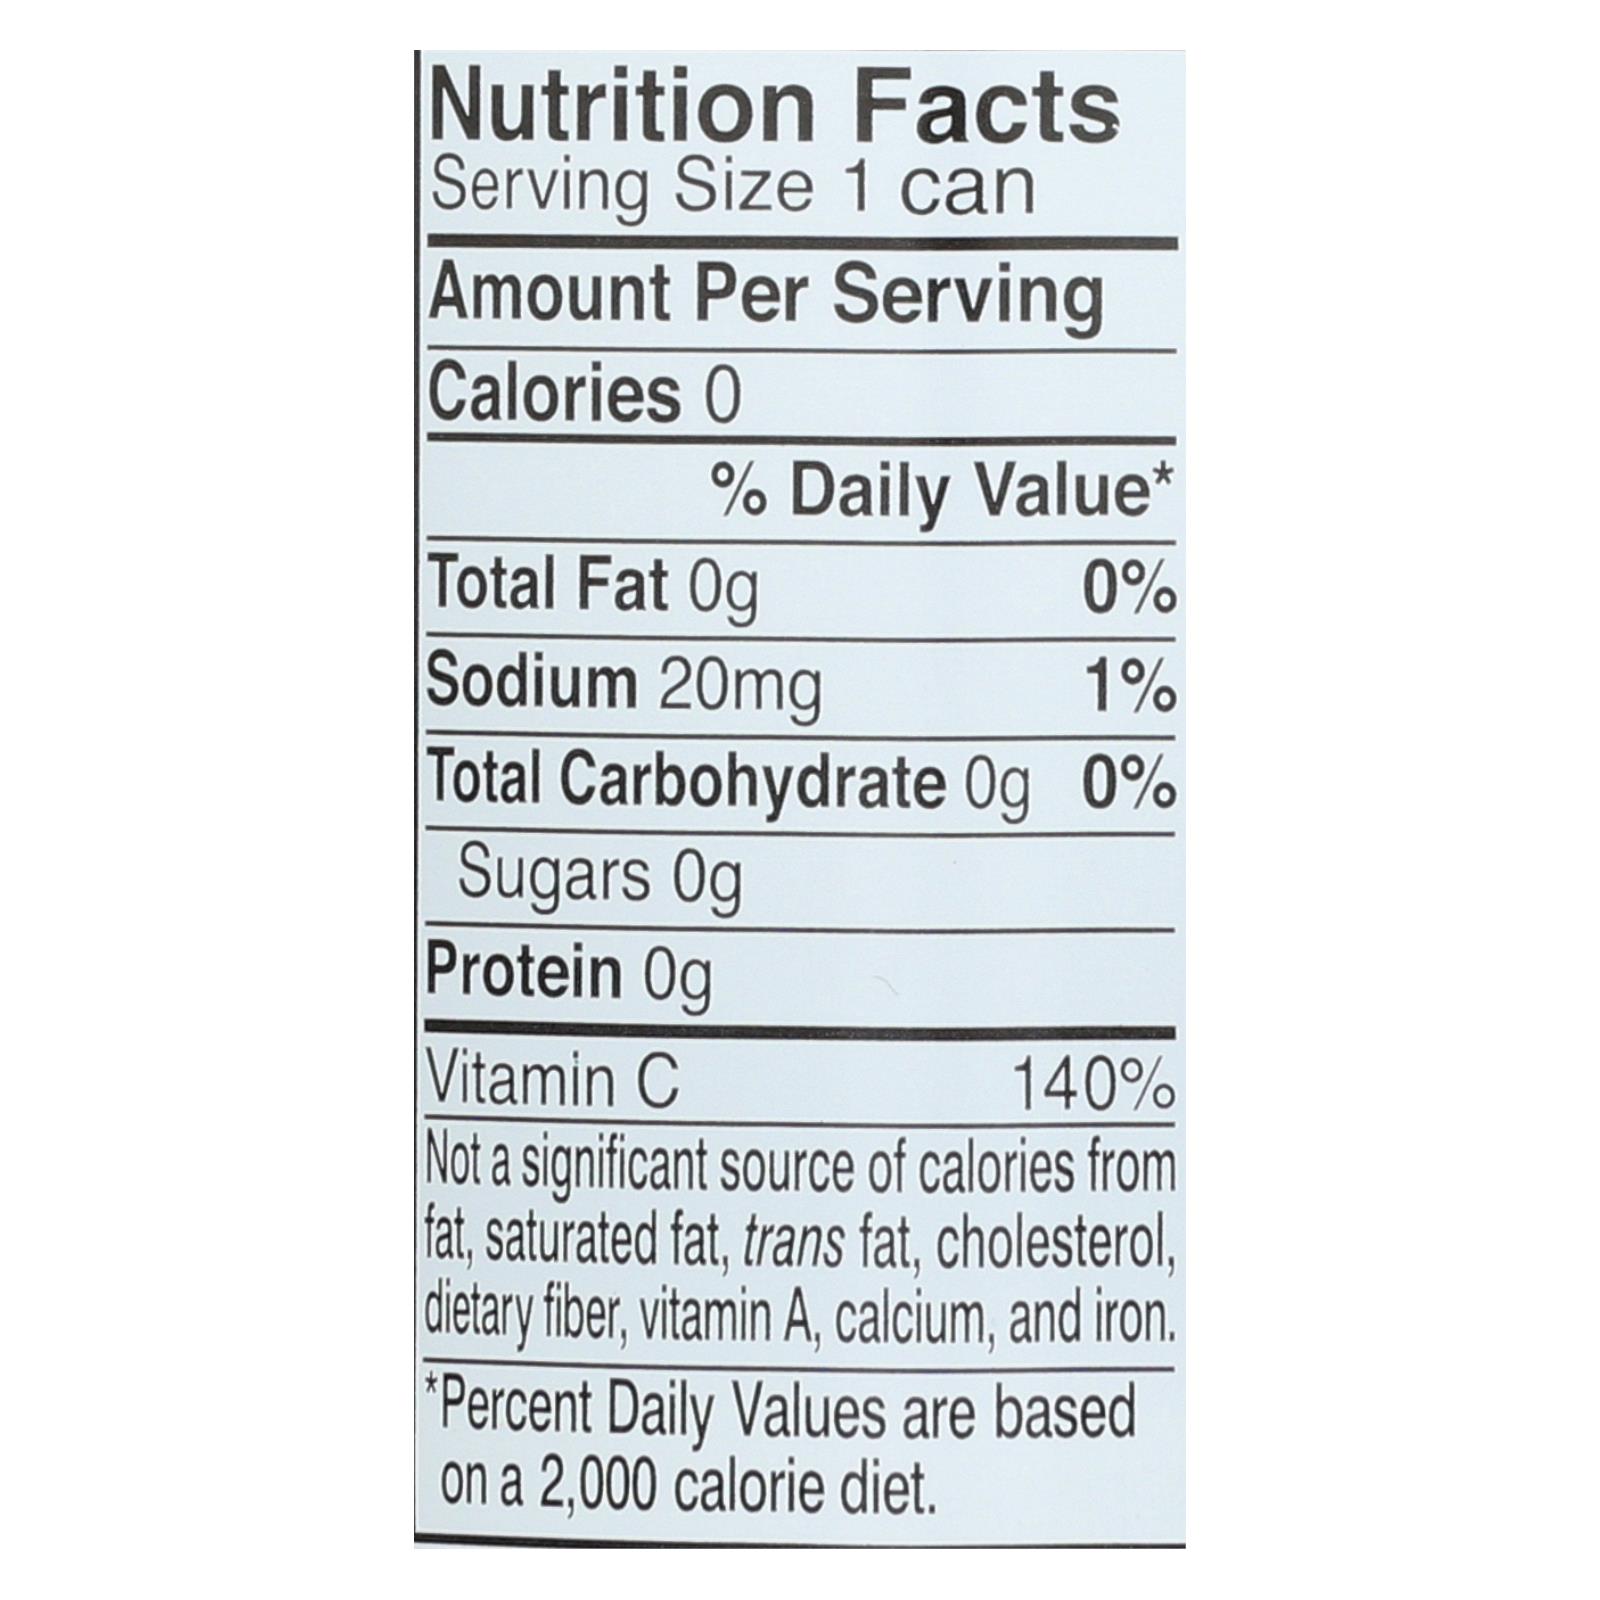 Nutrition Facts
Serving Size 1 can
Amount Per Serving
Calories 0
% Daily Value*
Total Fat 0g 0%
Sodium 20mg 1%
Total Carbohydrate 0g 0%
Sugars 0g
Protein 0g
Vitamin C 140%
Not a significant source of calories from
fat, saturated fat, trans fat, cholesterol,
dietary fiber, vitamin A, calcium, and iron.
*Percent Daily Values are based
on a 2,000 calorie diet.